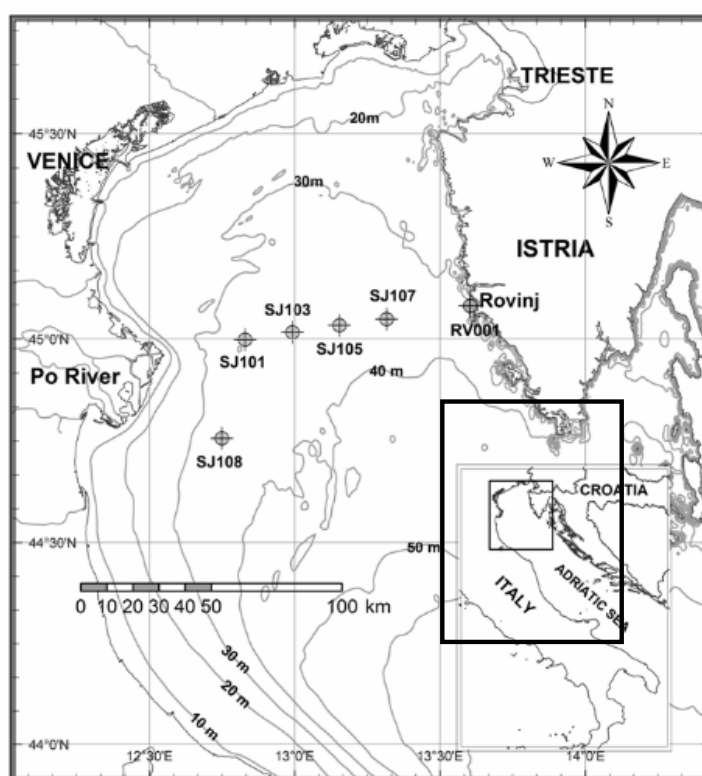 TRIESTE
20m
45°30'N
N
VENICE
W
E
30m
S
ISTRIA
SJ103
SJ107
Rovinj
SJ101
SJ105
RV001
45°0'N
Po River
40 m
SJ108
CROATIA
44°30'N
50 m
ITALY
ADRIATIC SEA
0 10 20 30 40 50 100 km
30 m
20 m
10 m
44°0'N
12°30'E
13°0'E
13°30'E
14°0'E